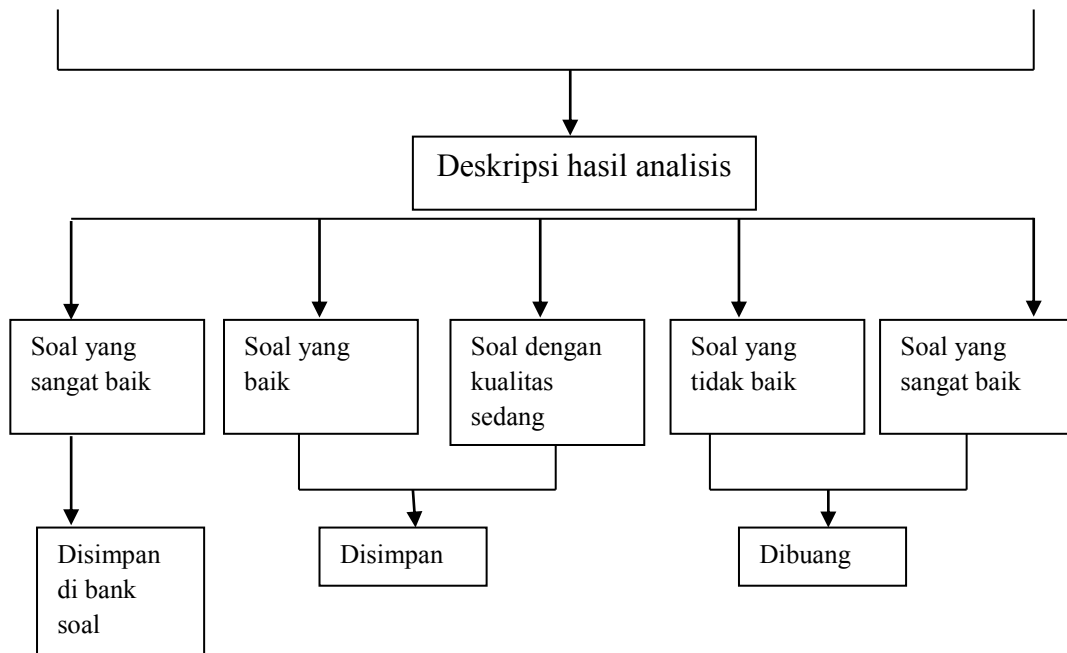 Deskripsi hasil analisis
Soal yang
sangat baik
Soal yang
baik
Soal dengan
kualitas
sedang
Soal yang
tidak baik
Soal yang
sangat baik
Disimpan
di bank
soal
Disimpan
Dibuang